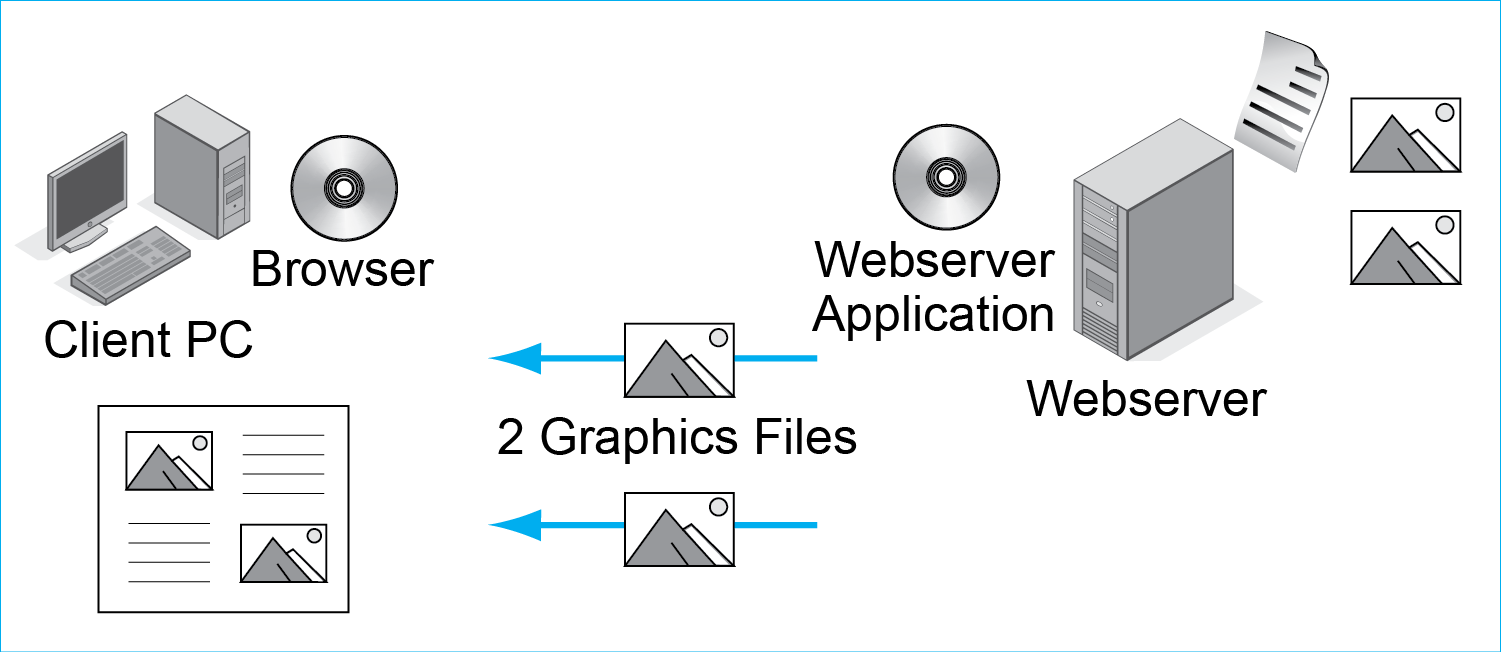 Browser
Client PC
Webserver
Application
Webserver
2 Graphics Files